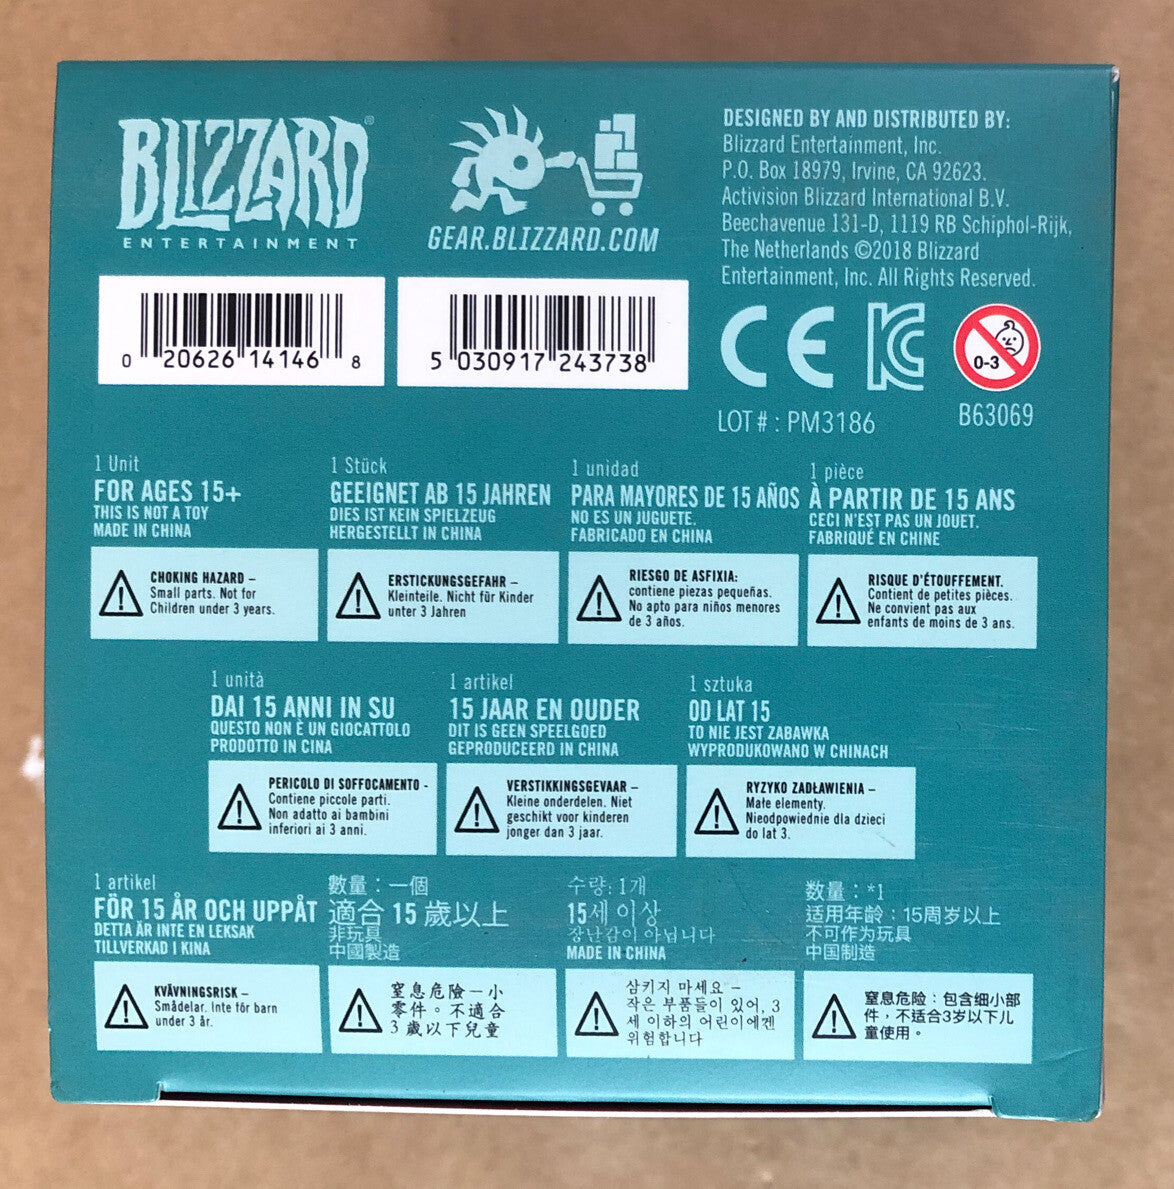 BLIZZARD®
ENTERTAINMENT
GEAR.BLIZZARD.COM
DESIGNED BY AND DISTRIBUTED BY:
Blizzard Entertainment, Inc.
P.O. Box 18979, Irvine, CA 92623.
Activision Blizzard International B.V.
Beechavenue 131-D, 1119 RB Schiphol-Rijk,
The Netherlands ©2018 Blizzard
Entertainment, Inc. All Rights Reserved.
0 20626 14146 8
5 030917 243738
CE
KC
0-3
LOT # : PM3186
B63069
1 Unit
FOR AGES 15+
THIS IS NOT A TOY
MADE IN CHINA
CHOKING HAZARD –
Small parts. Not for
Children under 3 years.
1 Stück
GEEIGNET AB 15 JAHREN
DIES IST KEIN SPIELZEUG
HERGESTELLT IN CHINA
ERSTICKUNGSGEFAHR –
Kleinteile. Nicht für Kinder
unter 3 Jahren
1 unidad
PARA MAYORES DE 15 AÑOS
NO ES UN JUGUETE.
FABRICADO EN CHINA
RIESGO DE ASFIXIA:
contiene piezas pequeñas.
No apto para niños menores
de 3 años.
1 pièce
À PARTIR DE 15 ANS
CECI N'EST PAS UN JOUET.
FABRIQUÉ EN CHINE
RISQUE D'ÉTOUFFEMENT.
Contient de petites pièces.
Ne convient pas aux
enfants de moins de 3 ans.
1 unità
DAI 15 ANNI IN SU
QUESTO NON È UN GIOCATTOLO
PRODOTTO IN CINA
PERICOLO DI SOFFOCAMENTO -
Contiene piccole parti.
Non adatto ai bambini
inferiori ai 3 anni.
1 artikel
15 JAAR EN OUDER
DIT IS GEEN SPEELGOED
GEPRODUCEERD IN CHINA
VERSTIKKINGSGEVAAR –
Kleine onderdelen. Niet
geschikt voor kinderen
jonger dan 3 jaar.
1 sztuka
OD LAT 15
TO NIE JEST ZABAWKA
WYPRODUKOWANO W CHINACH
RYZYKO ZADŁAWIENIA –
Małe elementy.
Nieodpowiednie dla dzieci
do lat 3.
1 artikel
FÖR 15 ÅR OCH UPPÅT
DETTA ÄR INTE EN LEKSAK
TILLVERKAD I KINA
KVÄVNINGSRISK –
Smådelar. Inte för barn
under 3 år.
數量：一個
適合 15 歲以上
非玩具
中國製造
窒息危險－小
零件。不適合
3 歲以下兒童
수량: 1개
15세 이상
장난감이 아닙니다
MADE IN CHINA
삼키지 마세요 –
작은 부품들이 있어, 3
세 이하의 어린이에겐
위험합니다
数量：*1
适用年龄：15周岁以上
不可作为玩具
中国制造
窒息危险：包含细小部
件，不适合3岁以下儿
童使用。